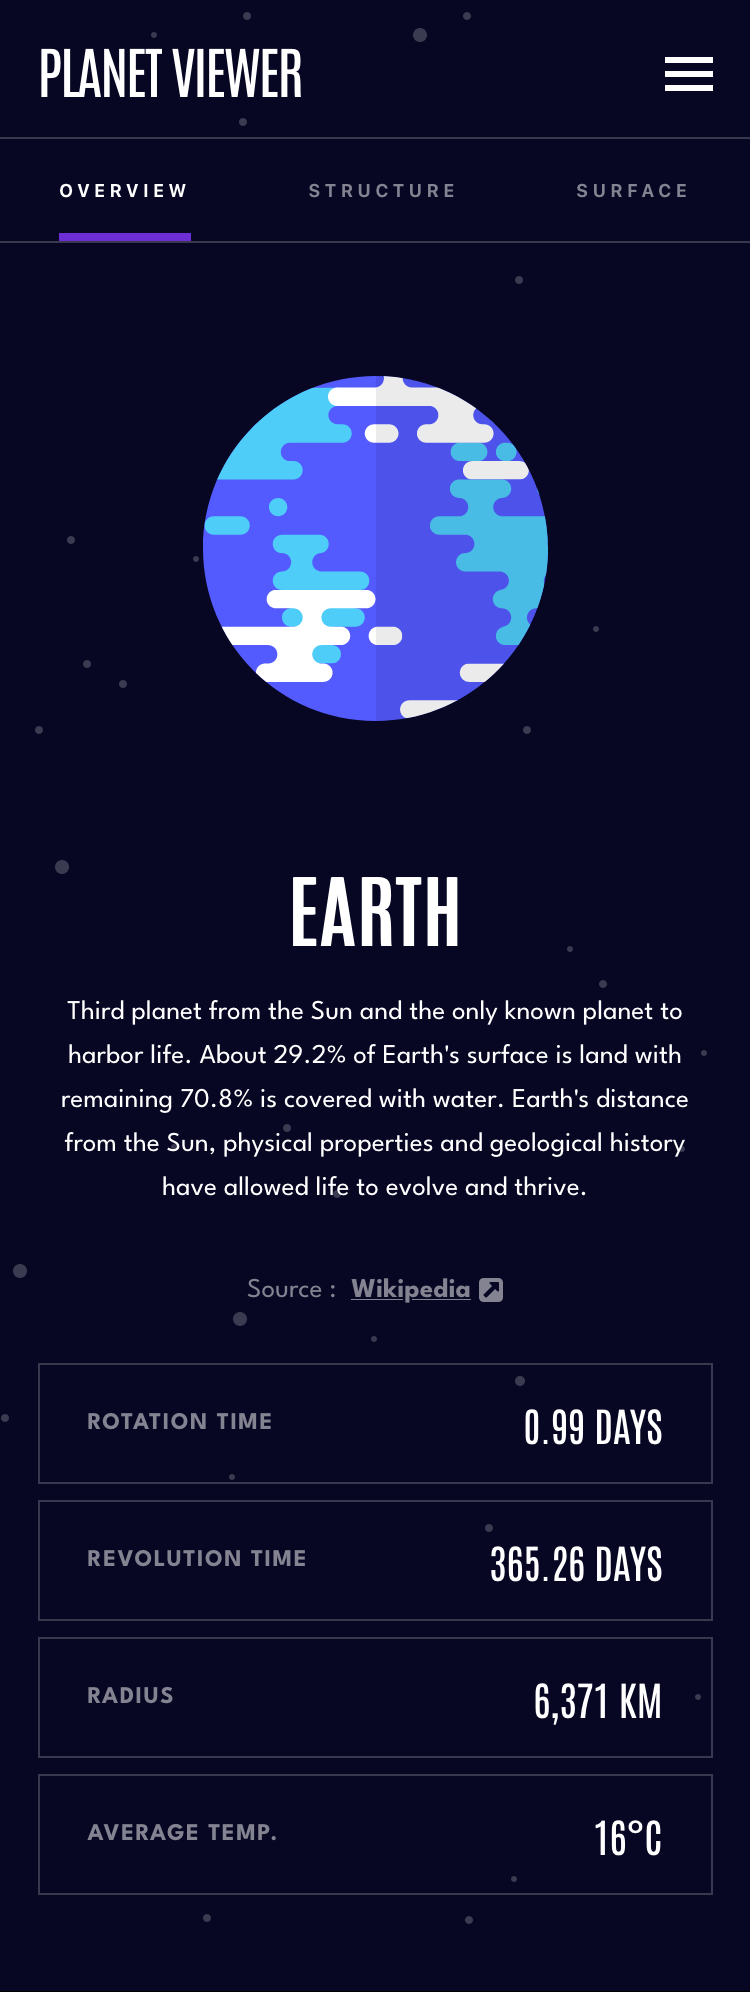 PLANET VIEWER
OVERVIEW STRUCTURE SURFACE
EARTH
Third planet from the Sun and the only known planet to
harbor life. About 29.2% of Earth's surface is land with
remaining 70.8% is covered with water. Earth's distance
from the Sun, physical properties and geological history
have allowed life to evolve and thrive.
Source : Wikipedia
ROTATION TIME 0.99 DAYS
REVOLUTION TIME 365.26 DAYS
RADIUS 6,371 KM
AVERAGE TEMP. 16°C